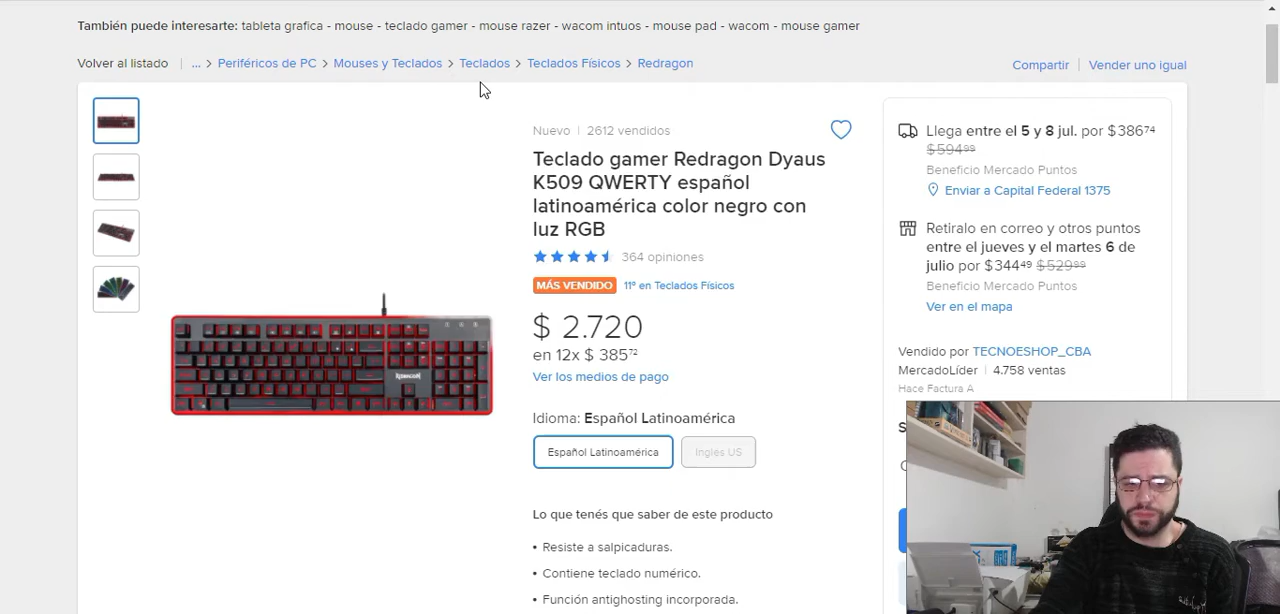 También puede interesarte: tableta grafica - mouse - teclado gamer - mouse razer - wacom intuos - mouse pad - wacom - mouse gamer
Volver al listado | ... > Periféricos de PC > Mouses y Teclados > Teclados > Teclados Físicos > Redragon
Compartir | Vender uno igual
Nuevo | 2612 vendidos
Teclado gamer Redragon Dyaus
K509 QWERTY español
latinoamérica color negro con
luz RGB
364 opiniones
MÁS VENDIDO 11º en Teclados Físicos
$ 2.720
en 12x $ 385⁷²
Ver los medios de pago
Idioma: Español Latinoamérica
Español Latinoamérica
Ingles US
Lo que tenés que saber de este producto
• Resiste a salpicaduras.
• Contiene teclado numérico.
• Función antighosting incorporada.
Llega entre el 5 y 8 jul. por $ 386⁷⁴
$ 594⁹⁹
Beneficio Mercado Puntos
Enviar a Capital Federal 1375
Retiralo en correo y otros puntos
entre el jueves y el martes 6 de
julio por $ 344⁴⁹ $ 529⁹⁹
Beneficio Mercado Puntos
Ver en el mapa
Vendido por TECNOESHOP_CBA
MercadoLíder | 4.758 ventas
Hace Factura A